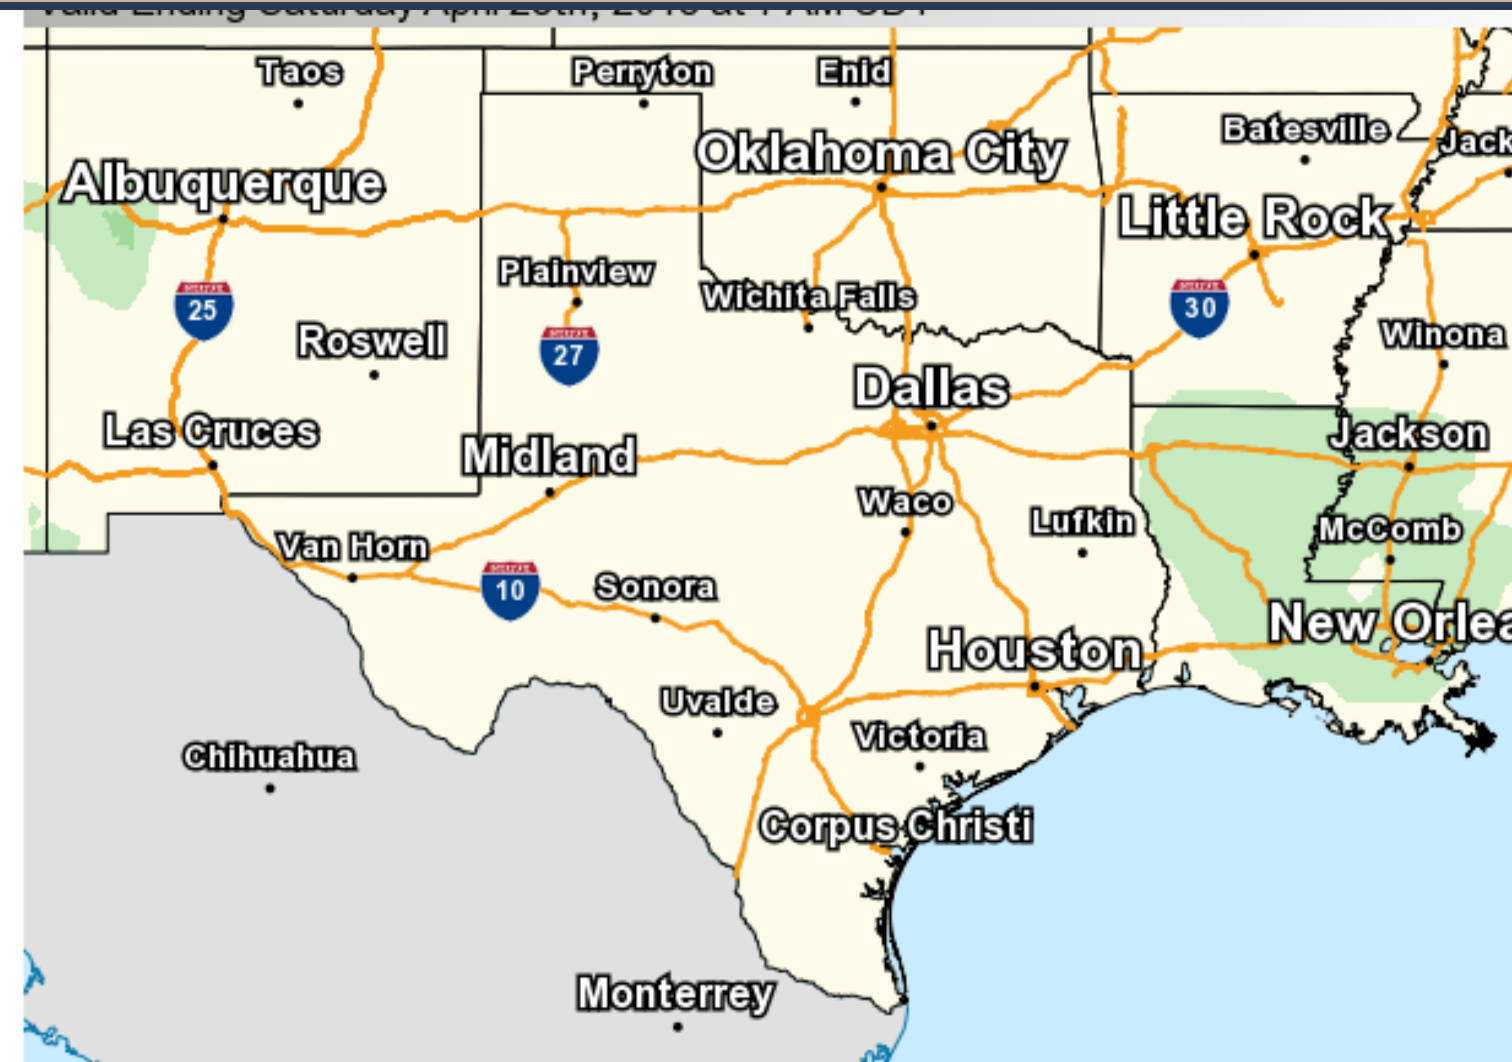 Taos
Perryton
Enid
Batesville
Jack
Oklahoma City
Albuquerque
Little Rock
Plainview
Wichita Falls
25
30
Roswell
27
Winona
Dallas
Las Cruces
Midland
Jackson
Waco
Lufkin
McComb
Van Horn
10
Sonora
New Orlea
Houston
Uvalde
Victoria
Chihuahua
Corpus Christi
Monterrey